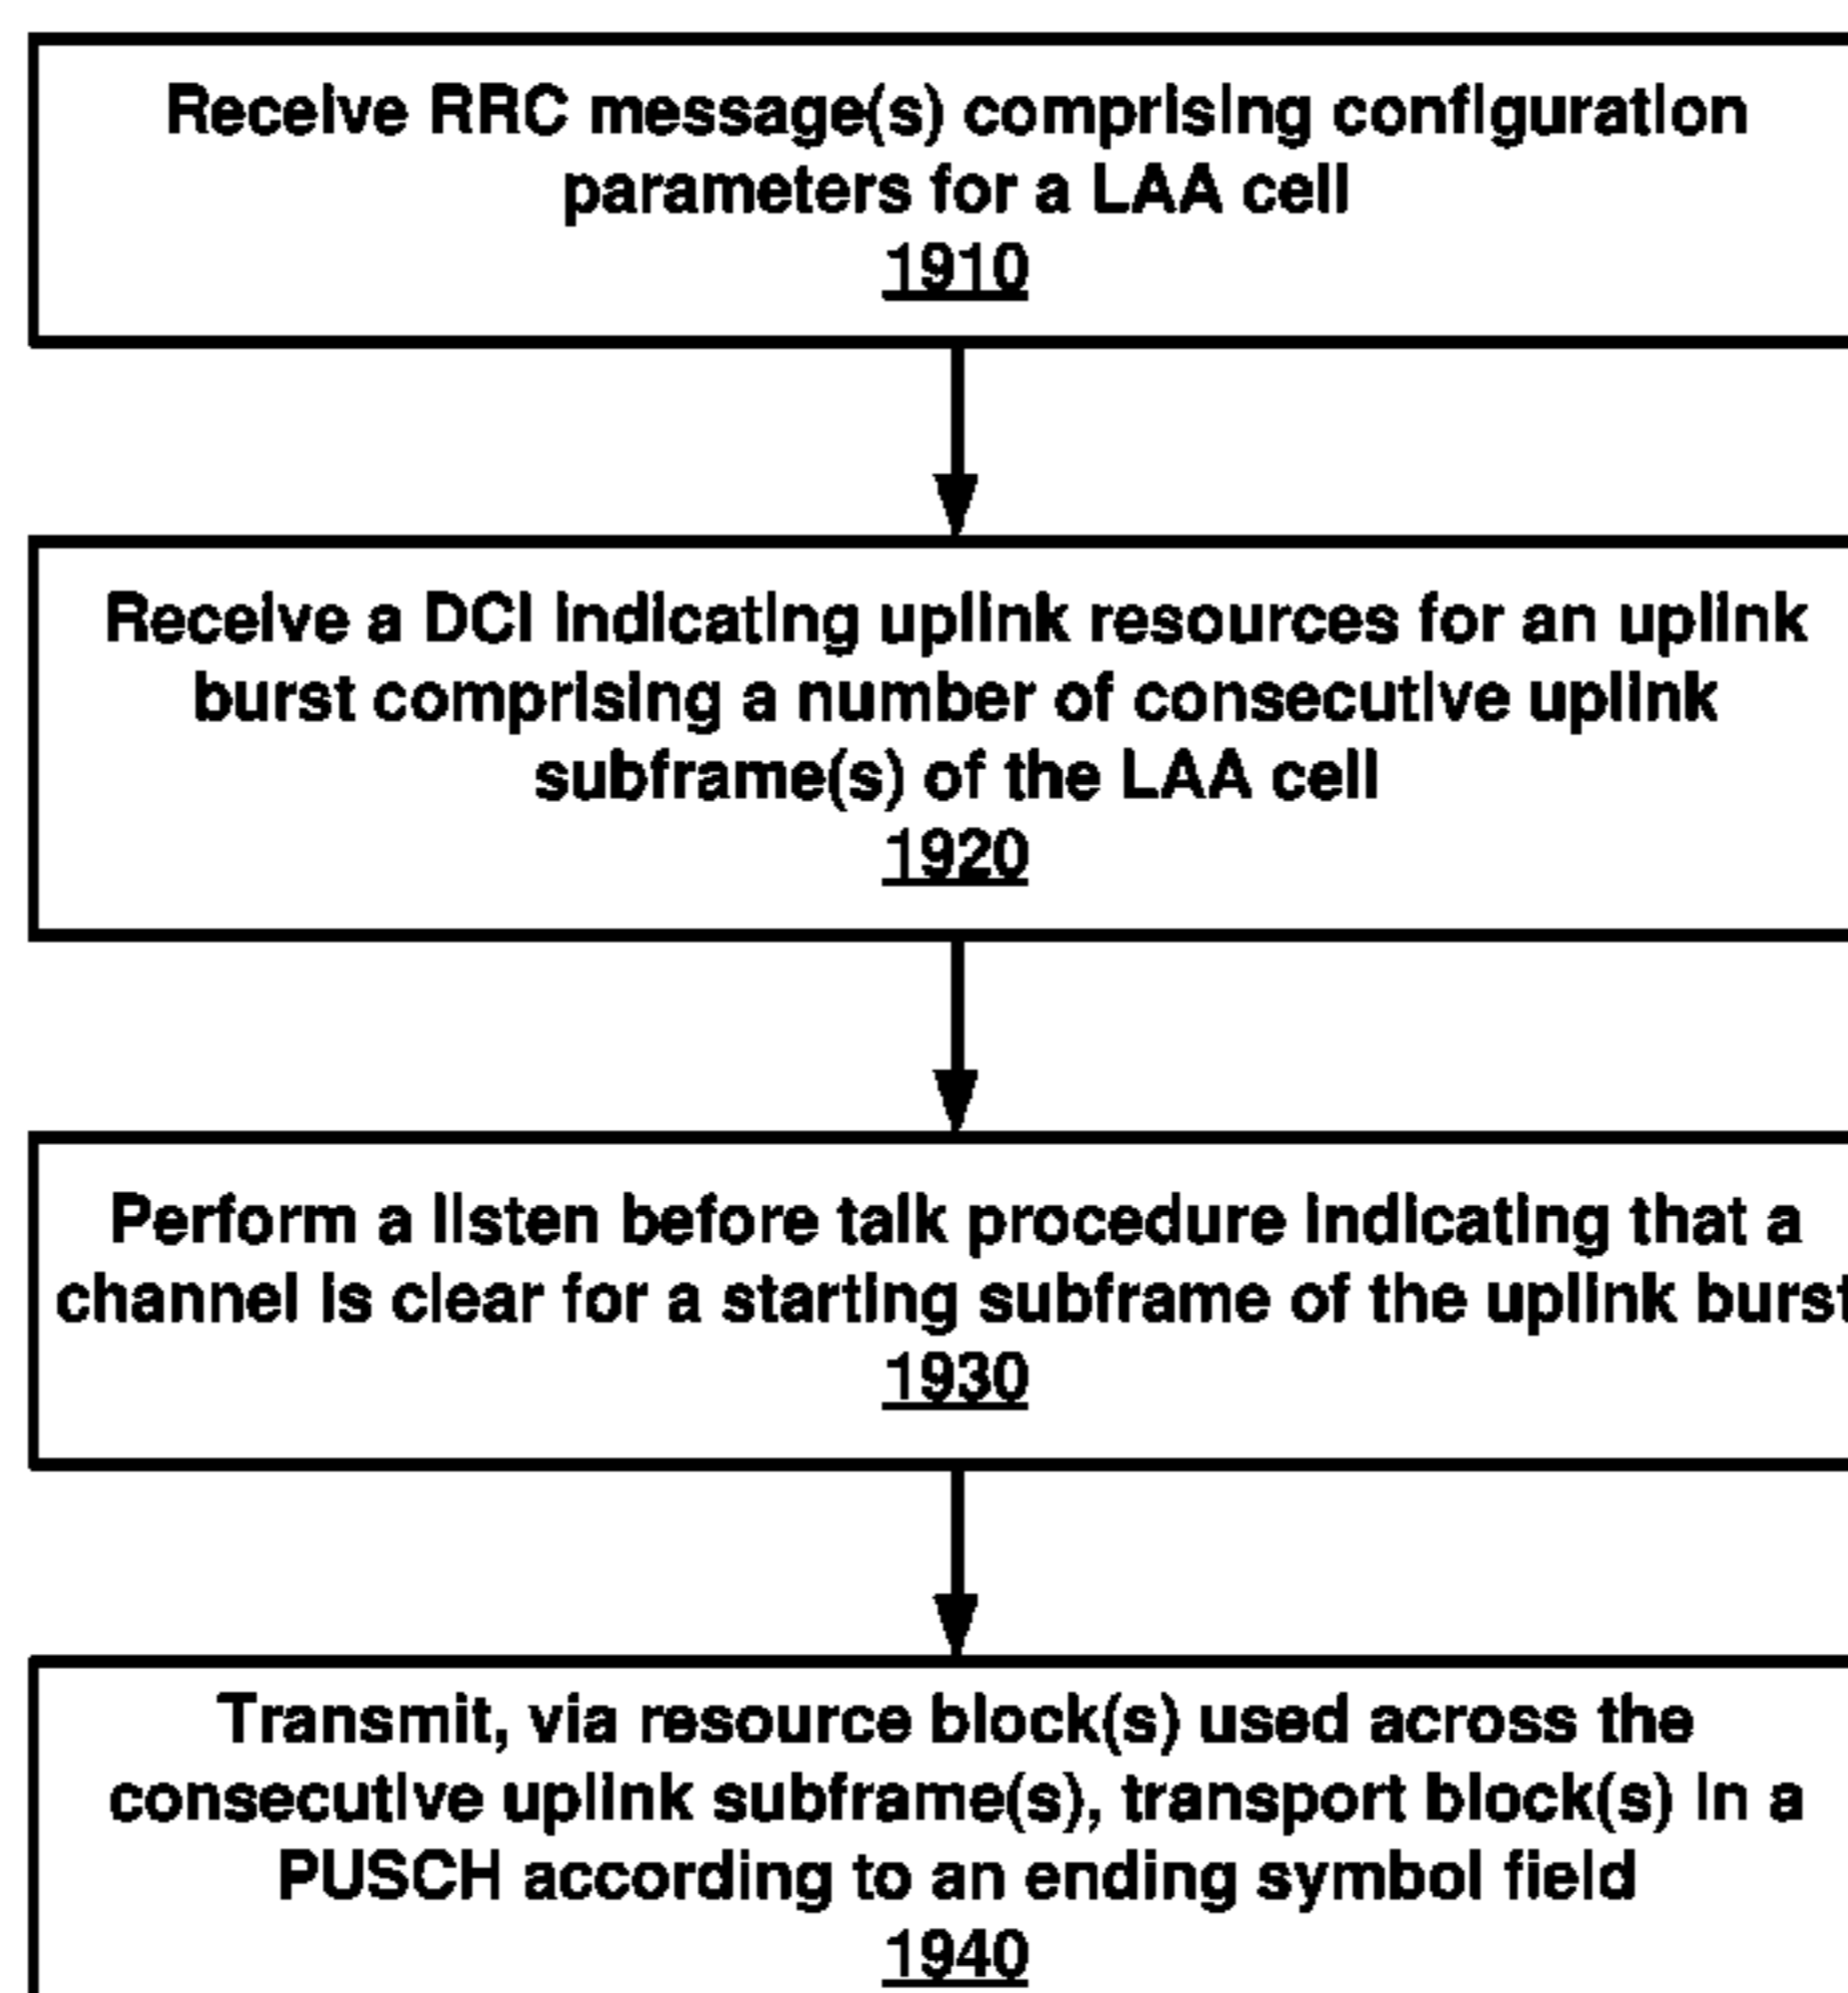 Receive RRC message(s) comprising configuration
parameters for a LAA cell
1910
Receive a DCI indicating uplink resources for an uplink
burst comprising a number of consecutive uplink
subframe(s) of the LAA cell
1920
Perform a listen before talk procedure indicating that a
channel is clear for a starting subframe of the uplink burst
1930
Transmit, via resource block(s) used across the
consecutive uplink subframe(s), transport block(s) in a
PUSCH according to an ending symbol field
1940